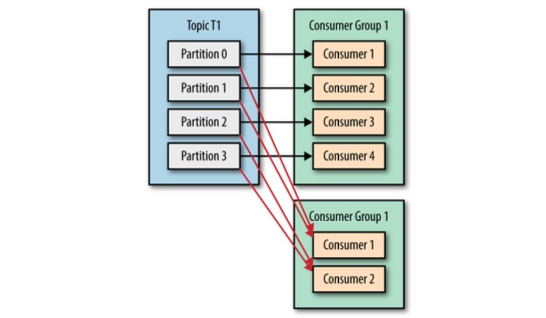 Topic T1
Partition 0
Partition 1
Partition 2
Partition 3
Consumer Group 1
Consumer 1
Consumer 2
Consumer 3
Consumer 4
Consumer Group 1
Consumer 1
Consumer 2